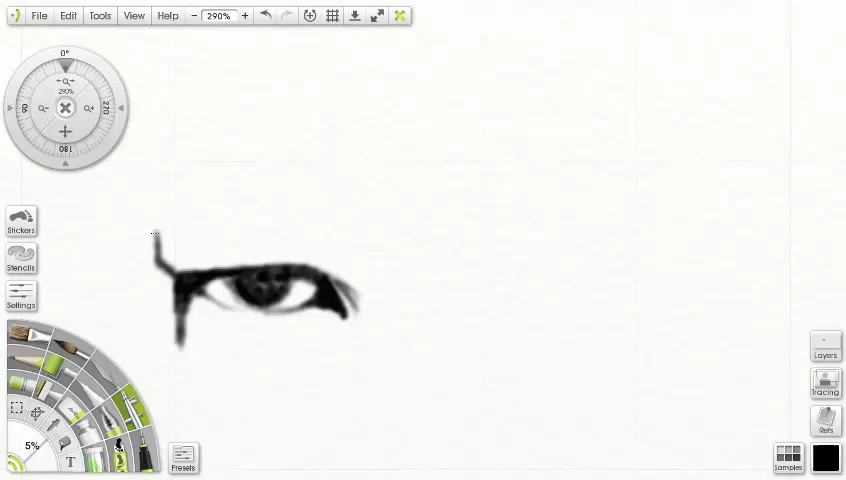 File Edit Tools View Help 290%
0°
290%
90
270
180
Stickers
Stencils
Settings
5%
T
Presets
Layers
Tracing
Refs
Samples